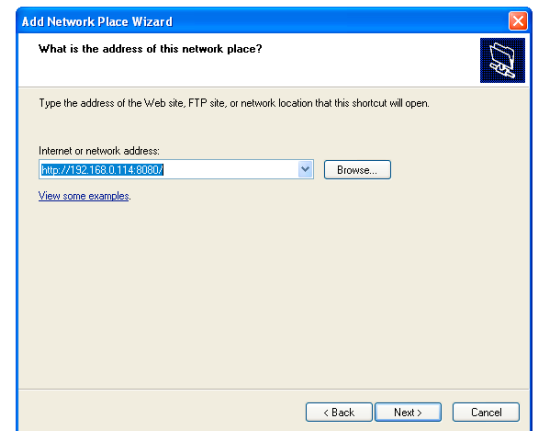 Add Network Place Wizard
What is the address of this network place?
Type the address of the Web site, FTP site, or network location that this shortcut will open.
Internet or network address:
http://192.168.0.114:8080/
Browse...
View some examples.
< Back
Next >
Cancel